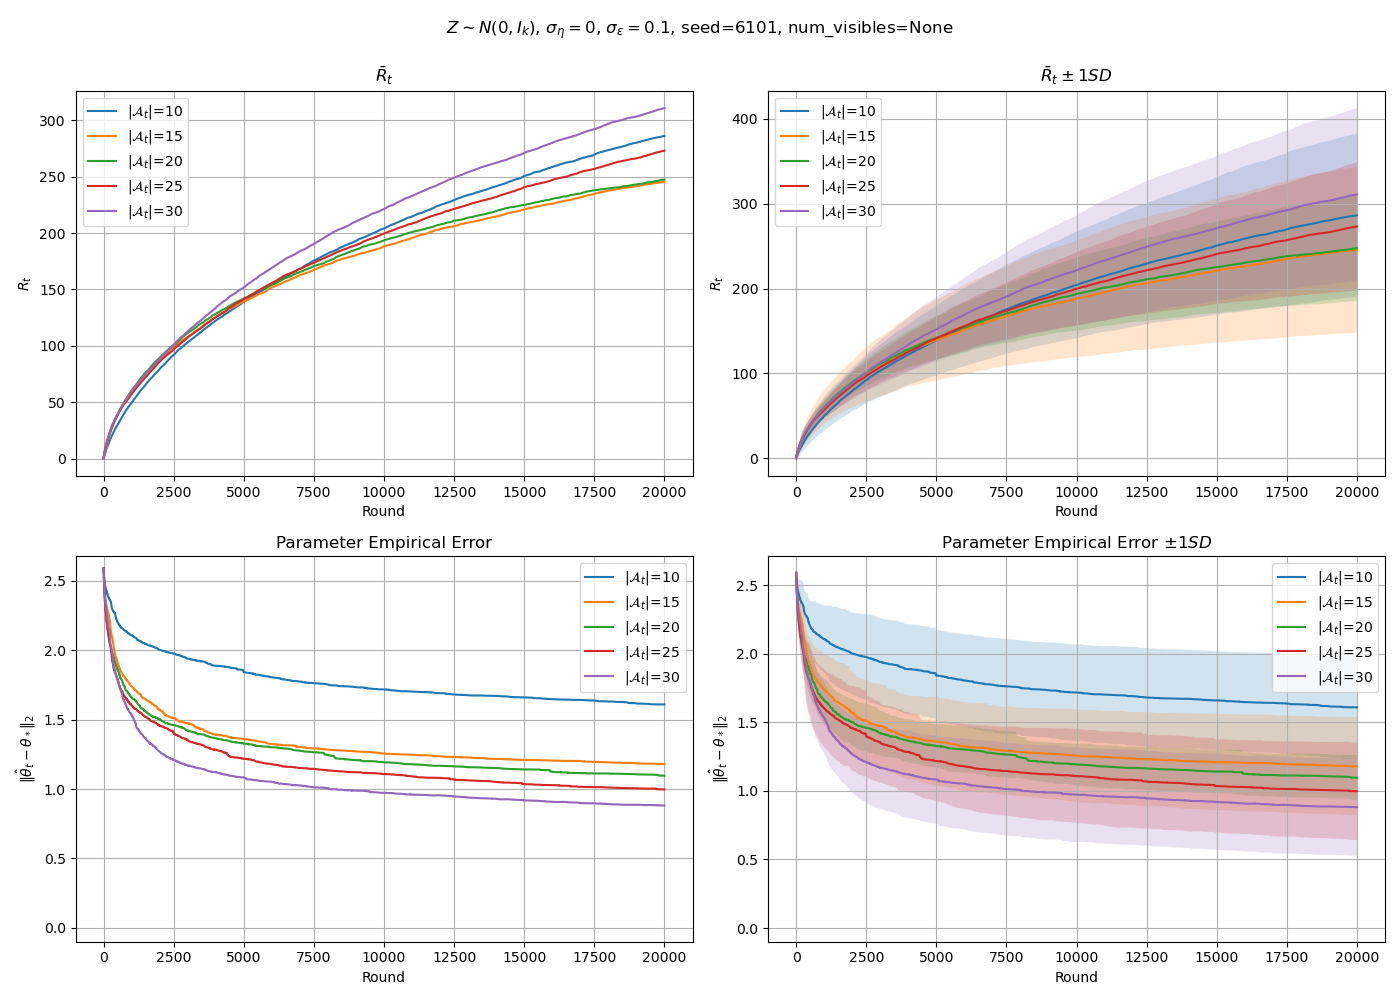 Z ∼ N(0, I_k), σ_η = 0, σ_ε = 0.1, seed=6101, num_visibles=None
R̄_t
R_t
300
250
200
150
100
50
0
|𝒜_t|=10
|𝒜_t|=15
|𝒜_t|=20
|𝒜_t|=25
|𝒜_t|=30
0 2500 5000 7500 10000 12500 15000 17500 20000
Round
R̄_t ± 1SD
R_t
400
300
200
100
0
|𝒜_t|=10
|𝒜_t|=15
|𝒜_t|=20
|𝒜_t|=25
|𝒜_t|=30
0 2500 5000 7500 10000 12500 15000 17500 20000
Round
Parameter Empirical Error
‖θ̂_t − θ_*‖_2
2.5
2.0
1.5
1.0
0.5
0.0
|𝒜_t|=10
|𝒜_t|=15
|𝒜_t|=20
|𝒜_t|=25
|𝒜_t|=30
0 2500 5000 7500 10000 12500 15000 17500 20000
Round
Parameter Empirical Error ±1SD
‖θ̂_t − θ_*‖_2
2.5
2.0
1.5
1.0
0.5
0.0
|𝒜_t|=10
|𝒜_t|=15
|𝒜_t|=20
|𝒜_t|=25
|𝒜_t|=30
0 2500 5000 7500 10000 12500 15000 17500 20000
Round